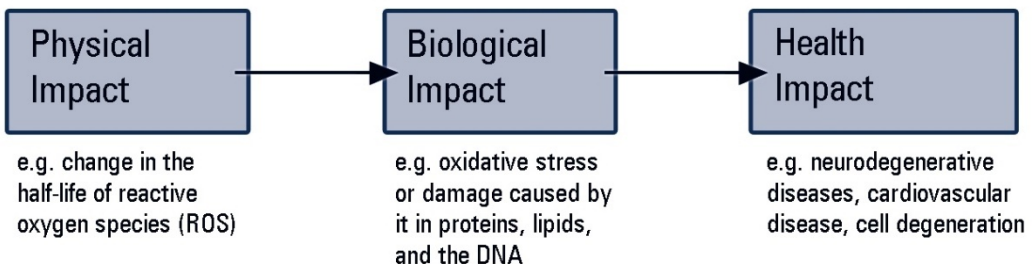 Physical
Impact
e.g. change in the
half-life of reactive
oxygen species (ROS)
Biological
Impact
e.g. oxidative stress
or damage caused by
it in proteins, lipids,
and the DNA
Health
Impact
e.g. neurodegenerative
diseases, cardiovascular
disease, cell degeneration